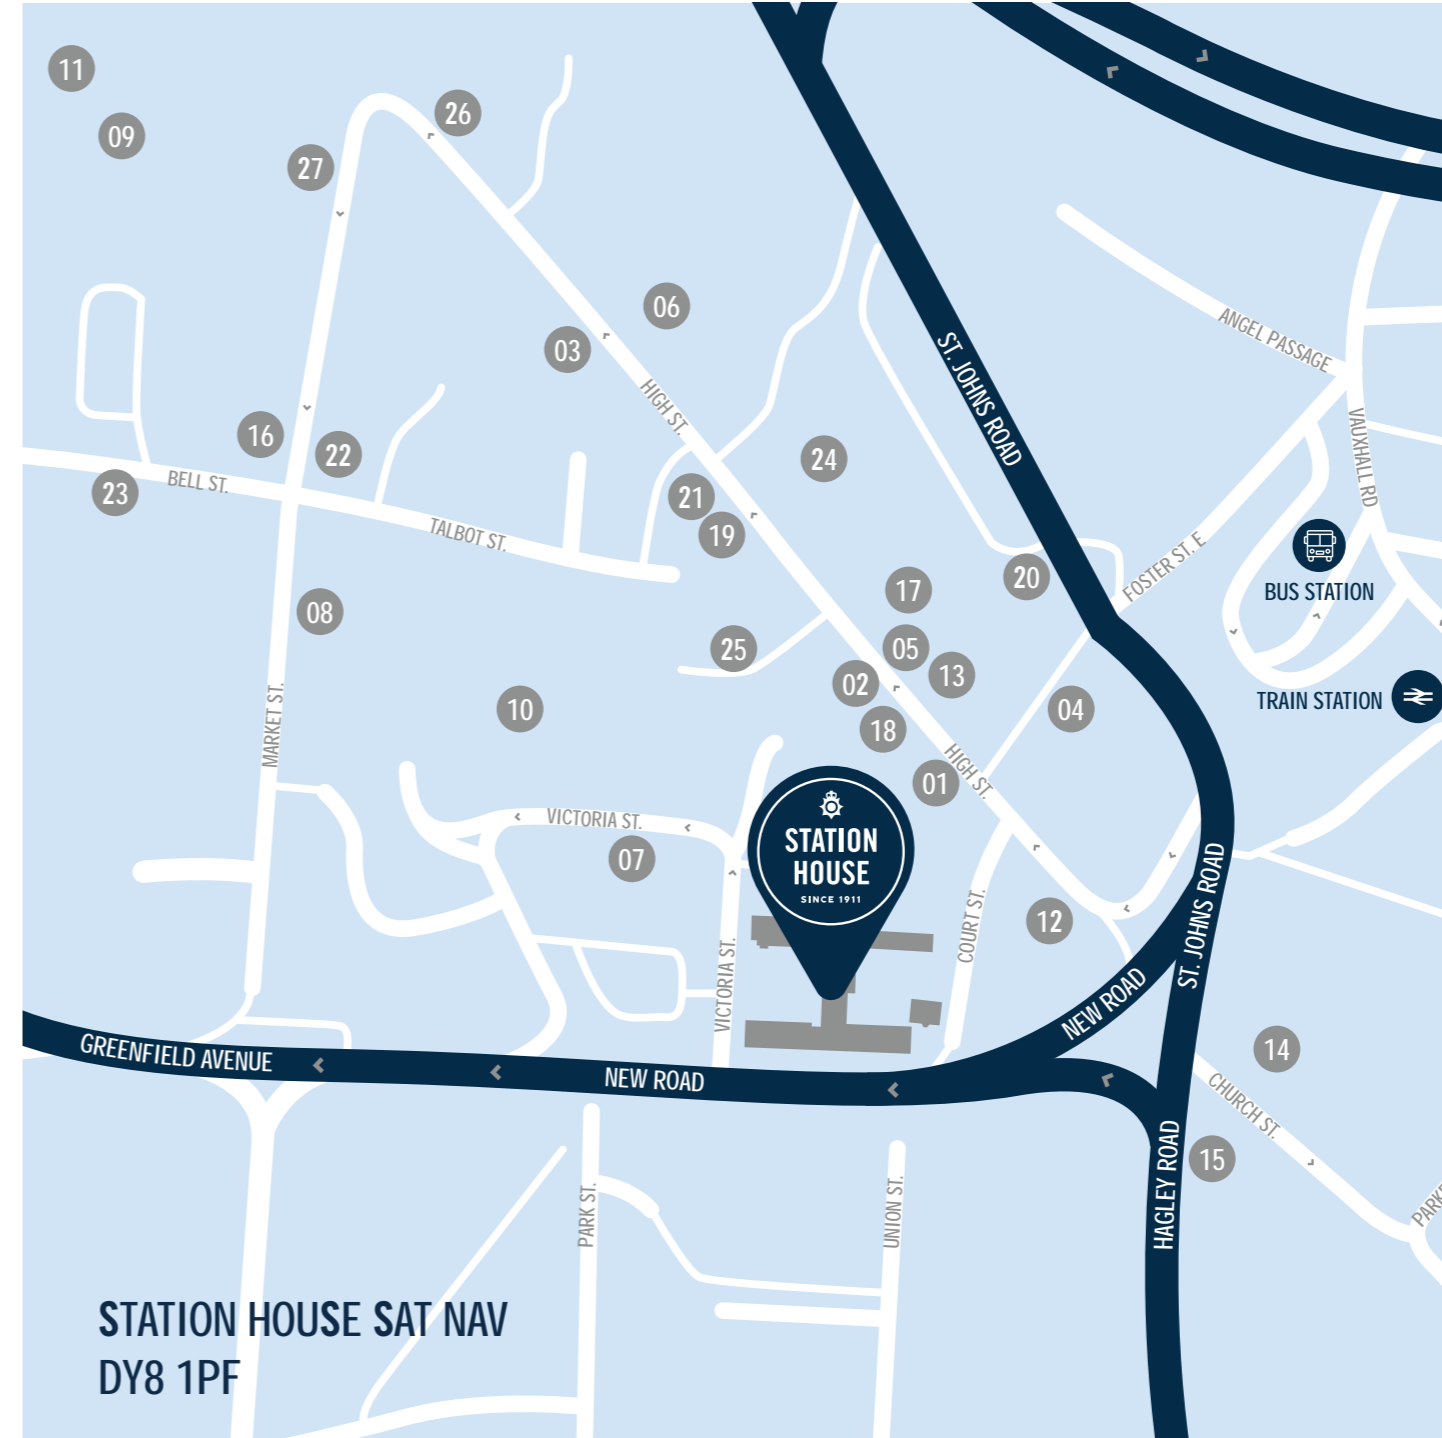 11
26
09
27
06
ST. JOHNS ROAD
ANGEL PASSAGE
03
HIGH ST.
VAUXHALL RD
16
22
24
23
BELL ST.
TALBOT ST.
21
19
FOSTER ST. E
BUS STATION
20
17
08
25
05
13
02
TRAIN STATION
04
10
18
MARKET ST.
HIGH ST.
01
VICTORIA ST.
07
STATION
HOUSE
SINCE 1911
12
COURT ST.
VICTORIA ST.
ST. JOHNS ROAD
NEW ROAD
14
GREENFIELD AVENUE
NEW ROAD
CHURCH ST.
15
HAGLEY ROAD
PARK ST.
UNION ST.
STATION HOUSE SAT NAV
DY8 1PF